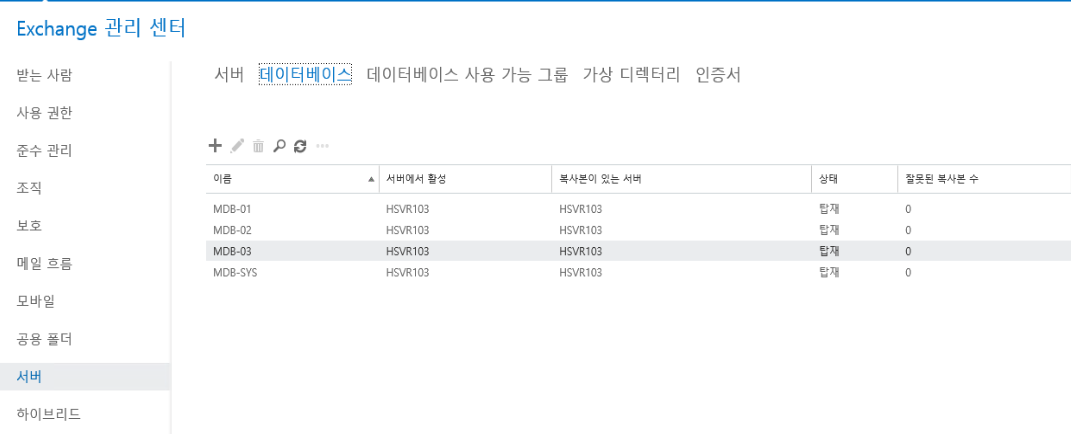 Exchange 관리 센터
받는 사람
사용 권한
준수 관리
조직
보호
메일 흐름
모바일
공용 폴더
서버
하이브리드
서버 데이터베이스 데이터베이스 사용 가능 그룹 가상 디렉터리 인증서
이름 서버에서 활성 복사본이 있는 서버 상태 잘못된 복사본 수
MDB-01 HSVR103 HSVR103 탑재 0
MDB-02 HSVR103 HSVR103 탑재 0
MDB-03 HSVR103 HSVR103 탑재 0
MDB-SYS HSVR103 HSVR103 탑재 0